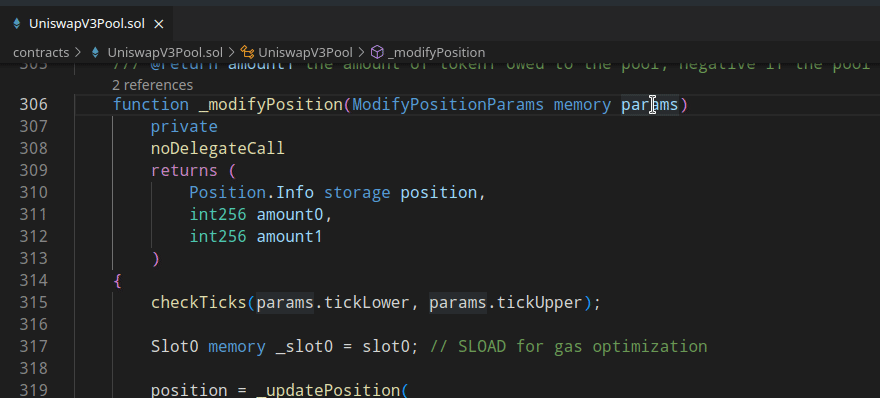 UniswapV3Pool.sol ×
contracts > UniswapV3Pool.sol > UniswapV3Pool > _modifyPosition
305 /// @return amount1 the amount of token1 owed to the pool, negative if the pool
2 references
306 function _modifyPosition(ModifyPositionParams memory params)
307 private
308 noDelegateCall
309 returns (
310 Position.Info storage position,
311 int256 amount0,
312 int256 amount1
313 )
314 {
315 checkTicks(params.tickLower, params.tickUpper);
316
317 Slot0 memory _slot0 = slot0; // SLOAD for gas optimization
318
319 position = _updatePosition(